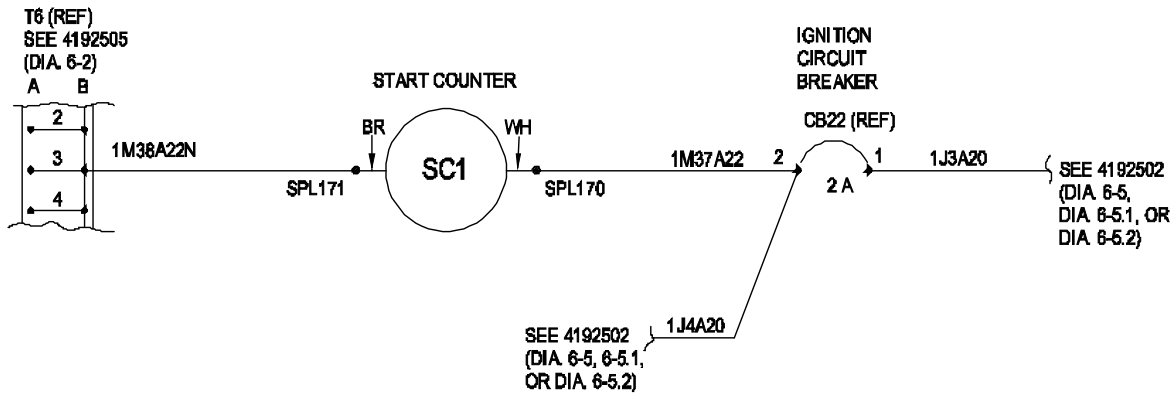 T6 (REF)
SEE 4192505
(DIA. 6-2)
A B
2
3
4
1M38A22N
SPL171
BR
START COUNTER
SC1
WH
SPL170
1M37A22
IGNITION
CIRCUIT
BREAKER
CB22 (REF)
2
1
2 A
1J3A20
SEE 4192502
(DIA. 6-5,
DIA. 6-5.1, OR
DIA. 6-5.2)
1J4A20
SEE 4192502
(DIA. 6-5, 6-5.1,
OR DIA. 6-5.2)